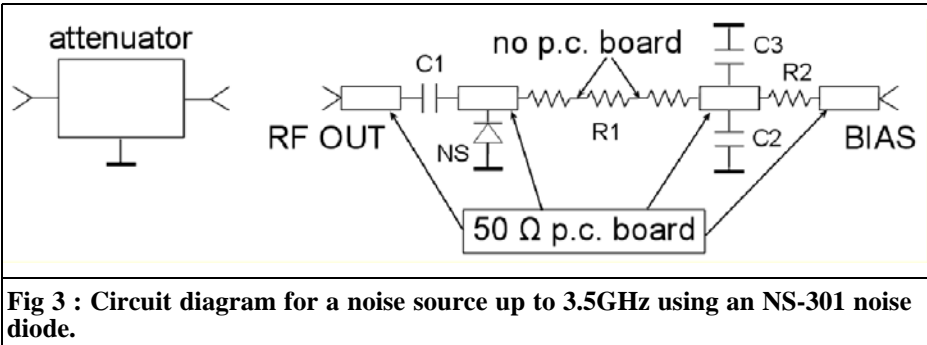 attenuator
no p.c. board
C3
C1
R2
R1
RF OUT
NS
C2
BIAS
50 Ω p.c. board
Fig 3 : Circuit diagram for a noise source up to 3.5GHz using an NS-301 noise
diode.